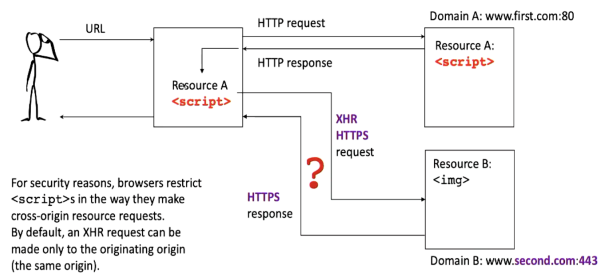 Domain A: www.first.com:80
URL
HTTP request
HTTP response
Resource A:
<script>
Resource A
<script>
XHR
HTTPS
request
?
HTTPS
response
Resource B:
<img>
For security reasons, browsers restrict
<script>s in the way they make
cross-origin resource requests.
By default, an XHR request can be
made only to the originating origin
(the same origin).
Domain B: www.second.com:443